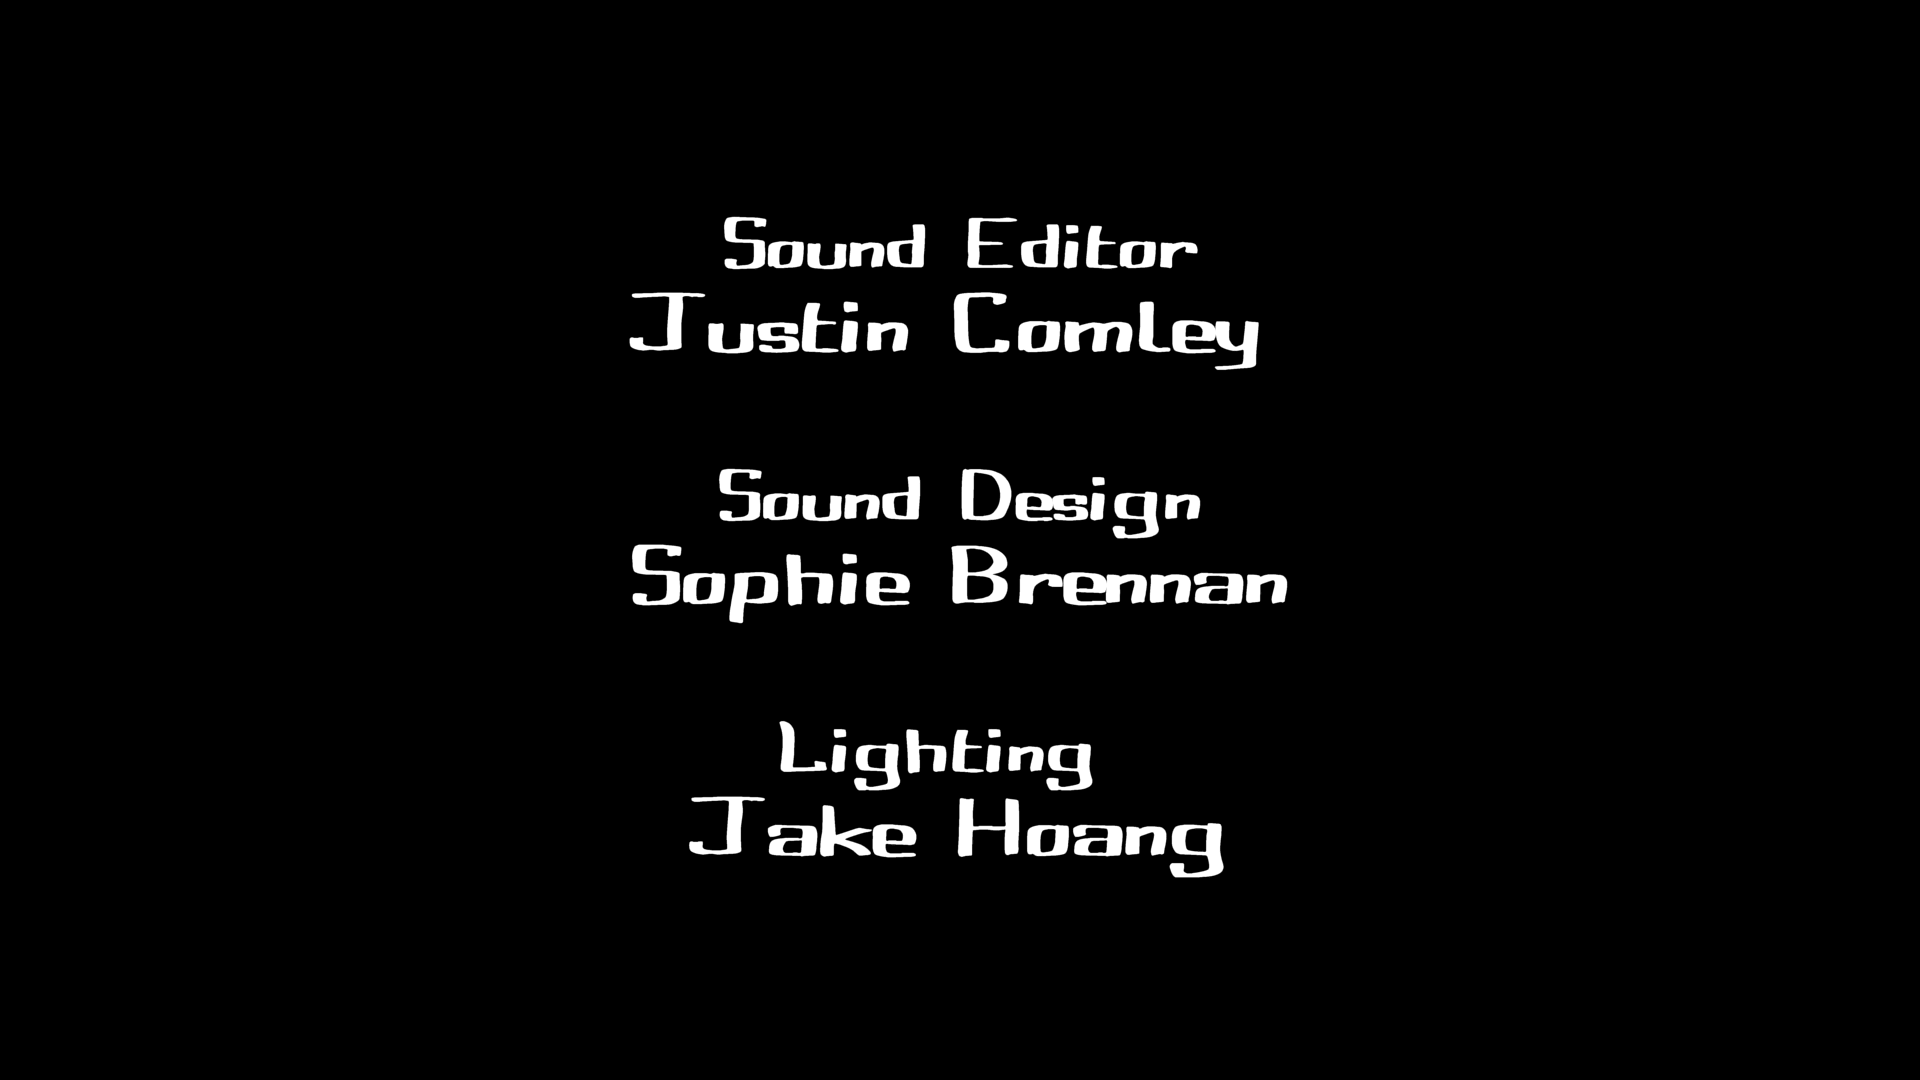 Sound Editor
Justin Comley
Sound Design
Sophie Brennan
Lighting
Jake Hoang